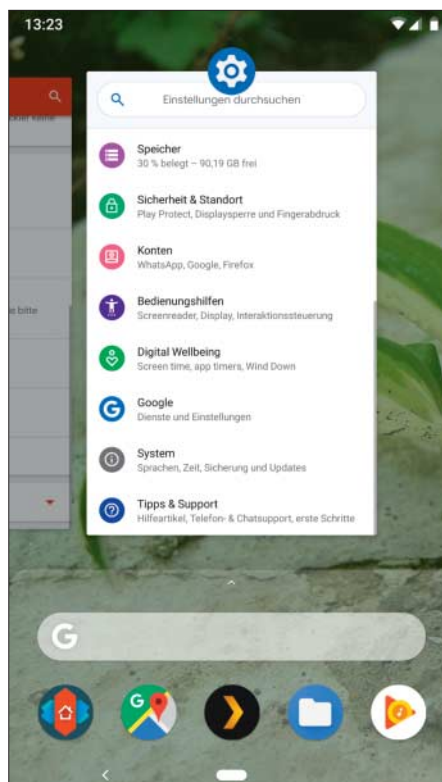 13:23
ckier keine
e bitte
Einstellungen durchsuchen
Speicher
30 % belegt – 90,19 GB frei
Sicherheit & Standort
Play Protect, Displaysperre und Fingerabdruck
Konten
WhatsApp, Google, Firefox
Bedienungshilfen
Screenreader, Display, Interaktionssteuerung
Digital Wellbeing
Screen time, app timers, Wind Down
G
Google
Dienste und Einstellungen
System
Sprachen, Zeit, Sicherung und Updates
Tipps & Support
Hilfeartikel, Telefon- & Chatsupport, erste Schritte
G
G